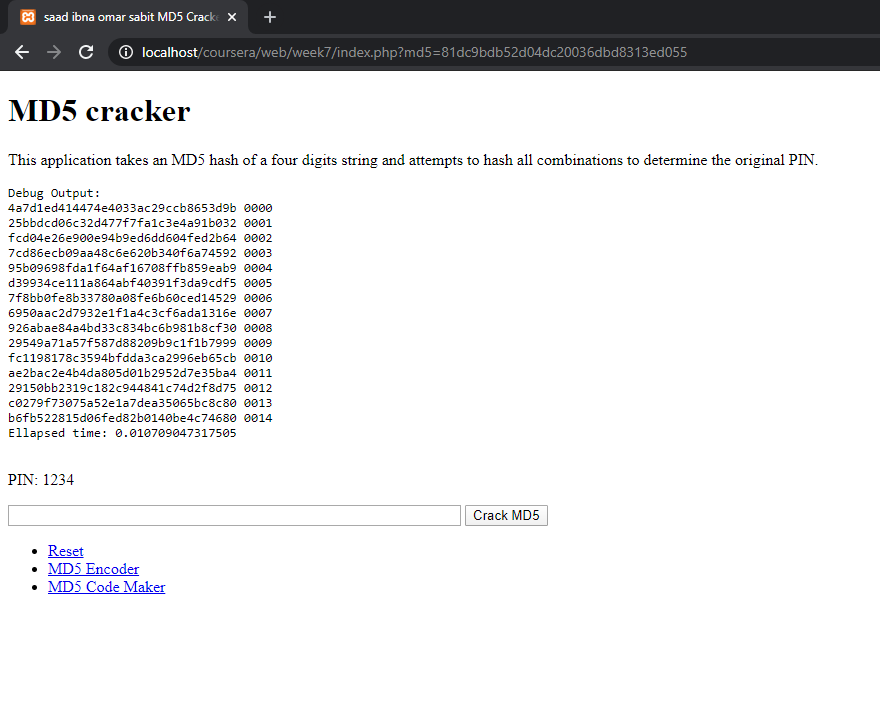 saad ibna omar sabit MD5 Cracke
localhost/coursera/web/week7/index.php?md5=81dc9bdb52d04dc20036dbd8313ed055
MD5 cracker
This application takes an MD5 hash of a four digits string and attempts to hash all combinations to determine the original PIN.
Debug Output:
4a7d1ed414474e4033ac29ccb8653d9b 0000
25bbdcd06c32d477f7fa1c3e4a91b032 0001
fcd04e26e900e94b9ed6dd604fed2b64 0002
7cd86ecb09aa48c6e620b340f6a74592 0003
95b09698fda1f64af16708ffb859eab9 0004
d39934ce111a864abf40391f3da9cdf5 0005
7f8bb0fe8b33780a08fe6b60ced14529 0006
6950aac2d7932e1f1a4c3cf6ada1316e 0007
926abae84a4bd33c834bc6b981b8cf30 0008
29549a71a57f587d88209b9c1f1b7999 0009
fc1198178c3594bfdda3ca2996eb65cb 0010
ae2bac2e4b4da805d01b2952d7e35ba4 0011
29150bb2319c182c944841c74d2f8d75 0012
c0279f73075a52e1a7dea35065bc8c80 0013
b6fb522815d06fed82b0140be4c74680 0014
Ellapsed time: 0.010709047317505
PIN: 1234
Crack MD5
Reset
MD5 Encoder
MD5 Code Maker